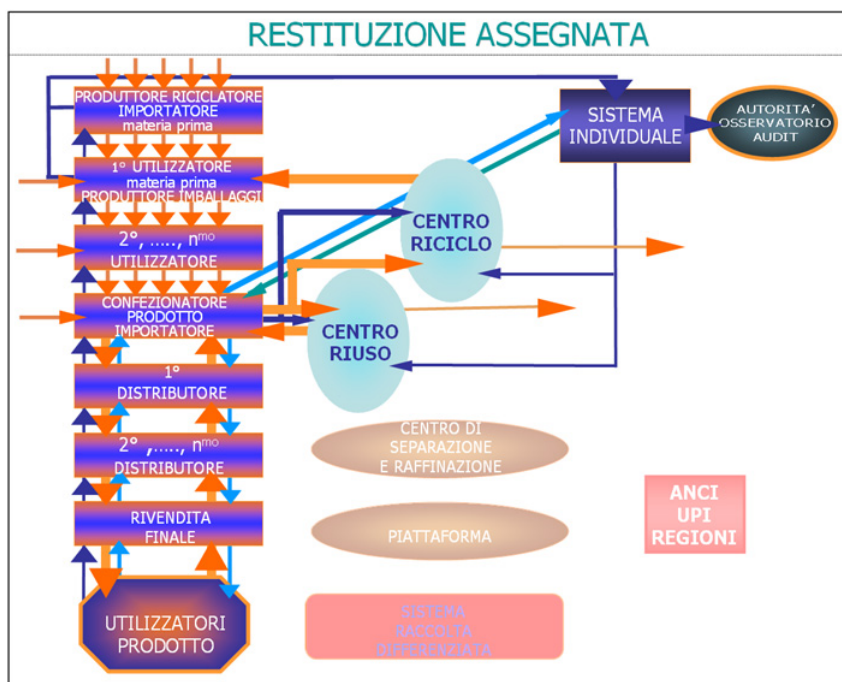 RESTITUZIONE ASSEGNATA
PRODUTTORE RICICLATORE
IMPORTATORE
materia prima
SISTEMA
INDIVIDUALE
AUTORITA’
OSSERVATORIO
AUDIT
1° UTILIZZATORE
materia prima
PRODUTTORE IMBALLAGGI
CENTRO
RICICLO
2°, ....., nmo
UTILIZZATORE
CONFEZIONATORE
PRODOTTO
IMPORTATORE
CENTRO
RIUSO
1°
DISTRIBUTORE
2° ,....., nmo
DISTRIBUTORE
CENTRO DI
SEPARAZIONE
E RAFFINAZIONE
ANCI
UPI
REGIONI
RIVENDITA
FINALE
PIATTAFORMA
UTILIZZATORI
PRODOTTO
SISTEMA
RACCOLTA
DIFFERENZIATA